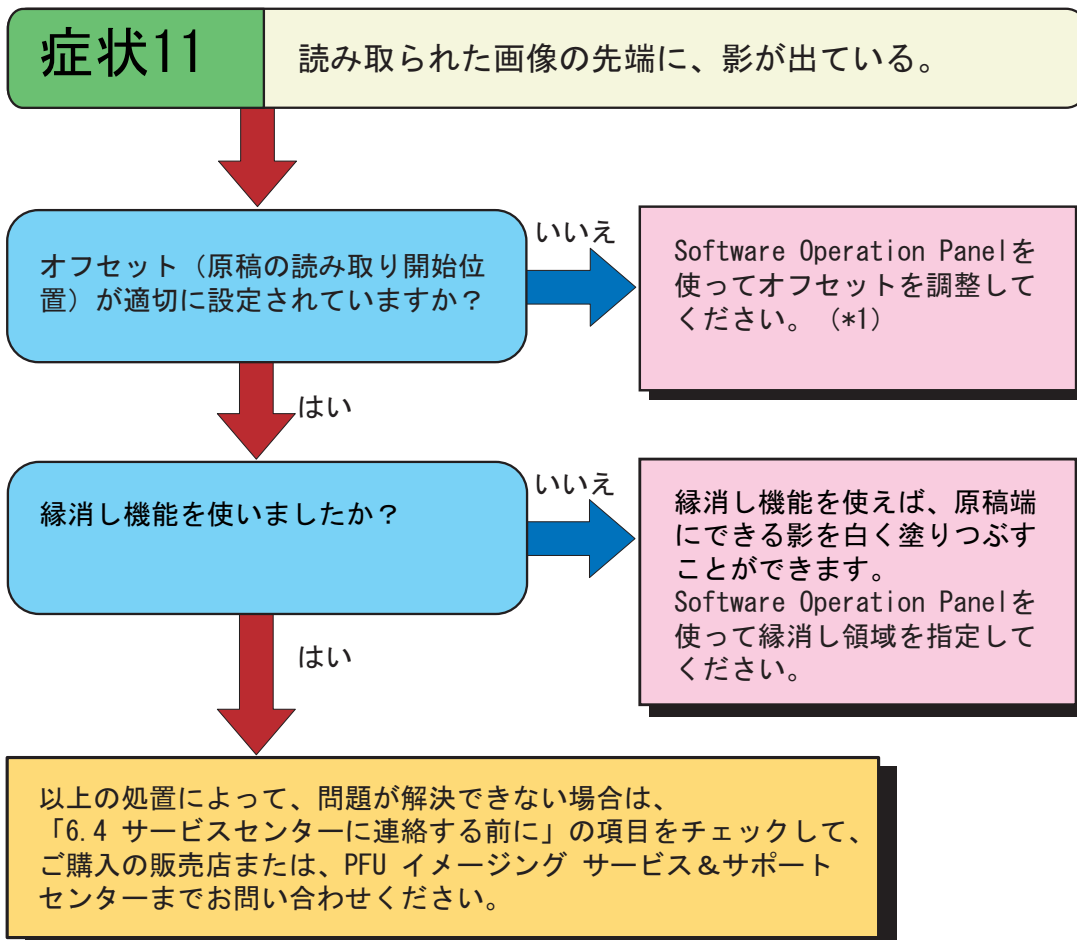 症状11
読み取られた画像の先端に、影が出ている。
オフセット（原稿の読み取り開始位
置）が適切に設定されていますか？
いいえ
Software Operation Panelを
使ってオフセットを調整して
ください。（*1）
はい
縁消し機能を使いましたか？
いいえ
縁消し機能を使えば、原稿端
にできる影を白く塗りつぶす
ことができます。
Software Operation Panelを
使って縁消し領域を指定して
ください。
はい
以上の処置によって、問題が解決できない場合は、
「6.4 サービスセンターに連絡する前に」の項目をチェックして、
ご購入の販売店または、PFU イメージング サービス＆サポート
センターまでお問い合わせください。